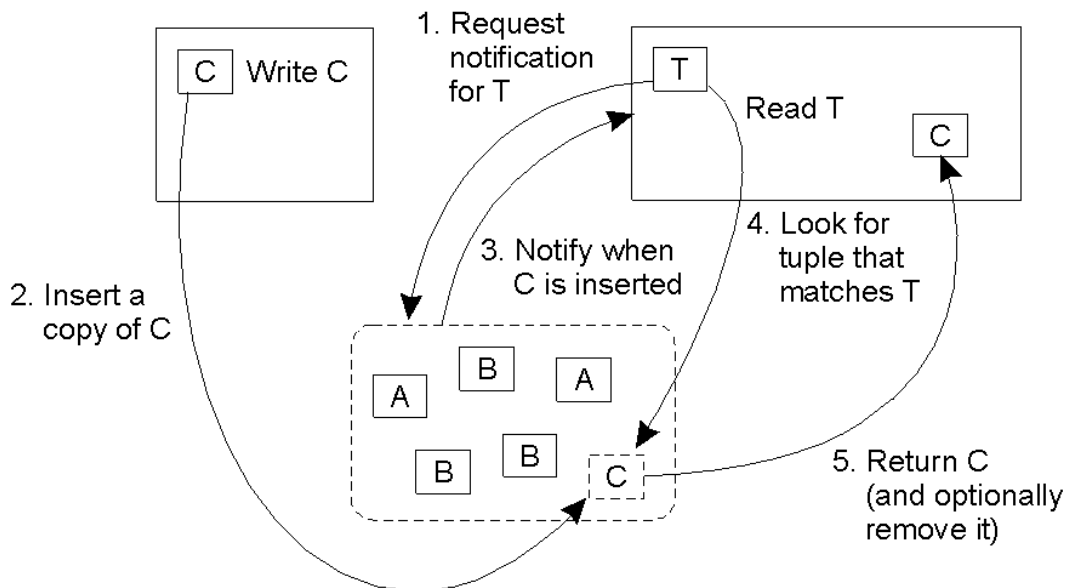 1. Request
notification
for T
C
Write C
T
Read T
C
2. Insert a
copy of C
3. Notify when
C is inserted
4. Look for
tuple that
matches T
A
B
A
B
B
C
5. Return C
(and optionally
remove it)